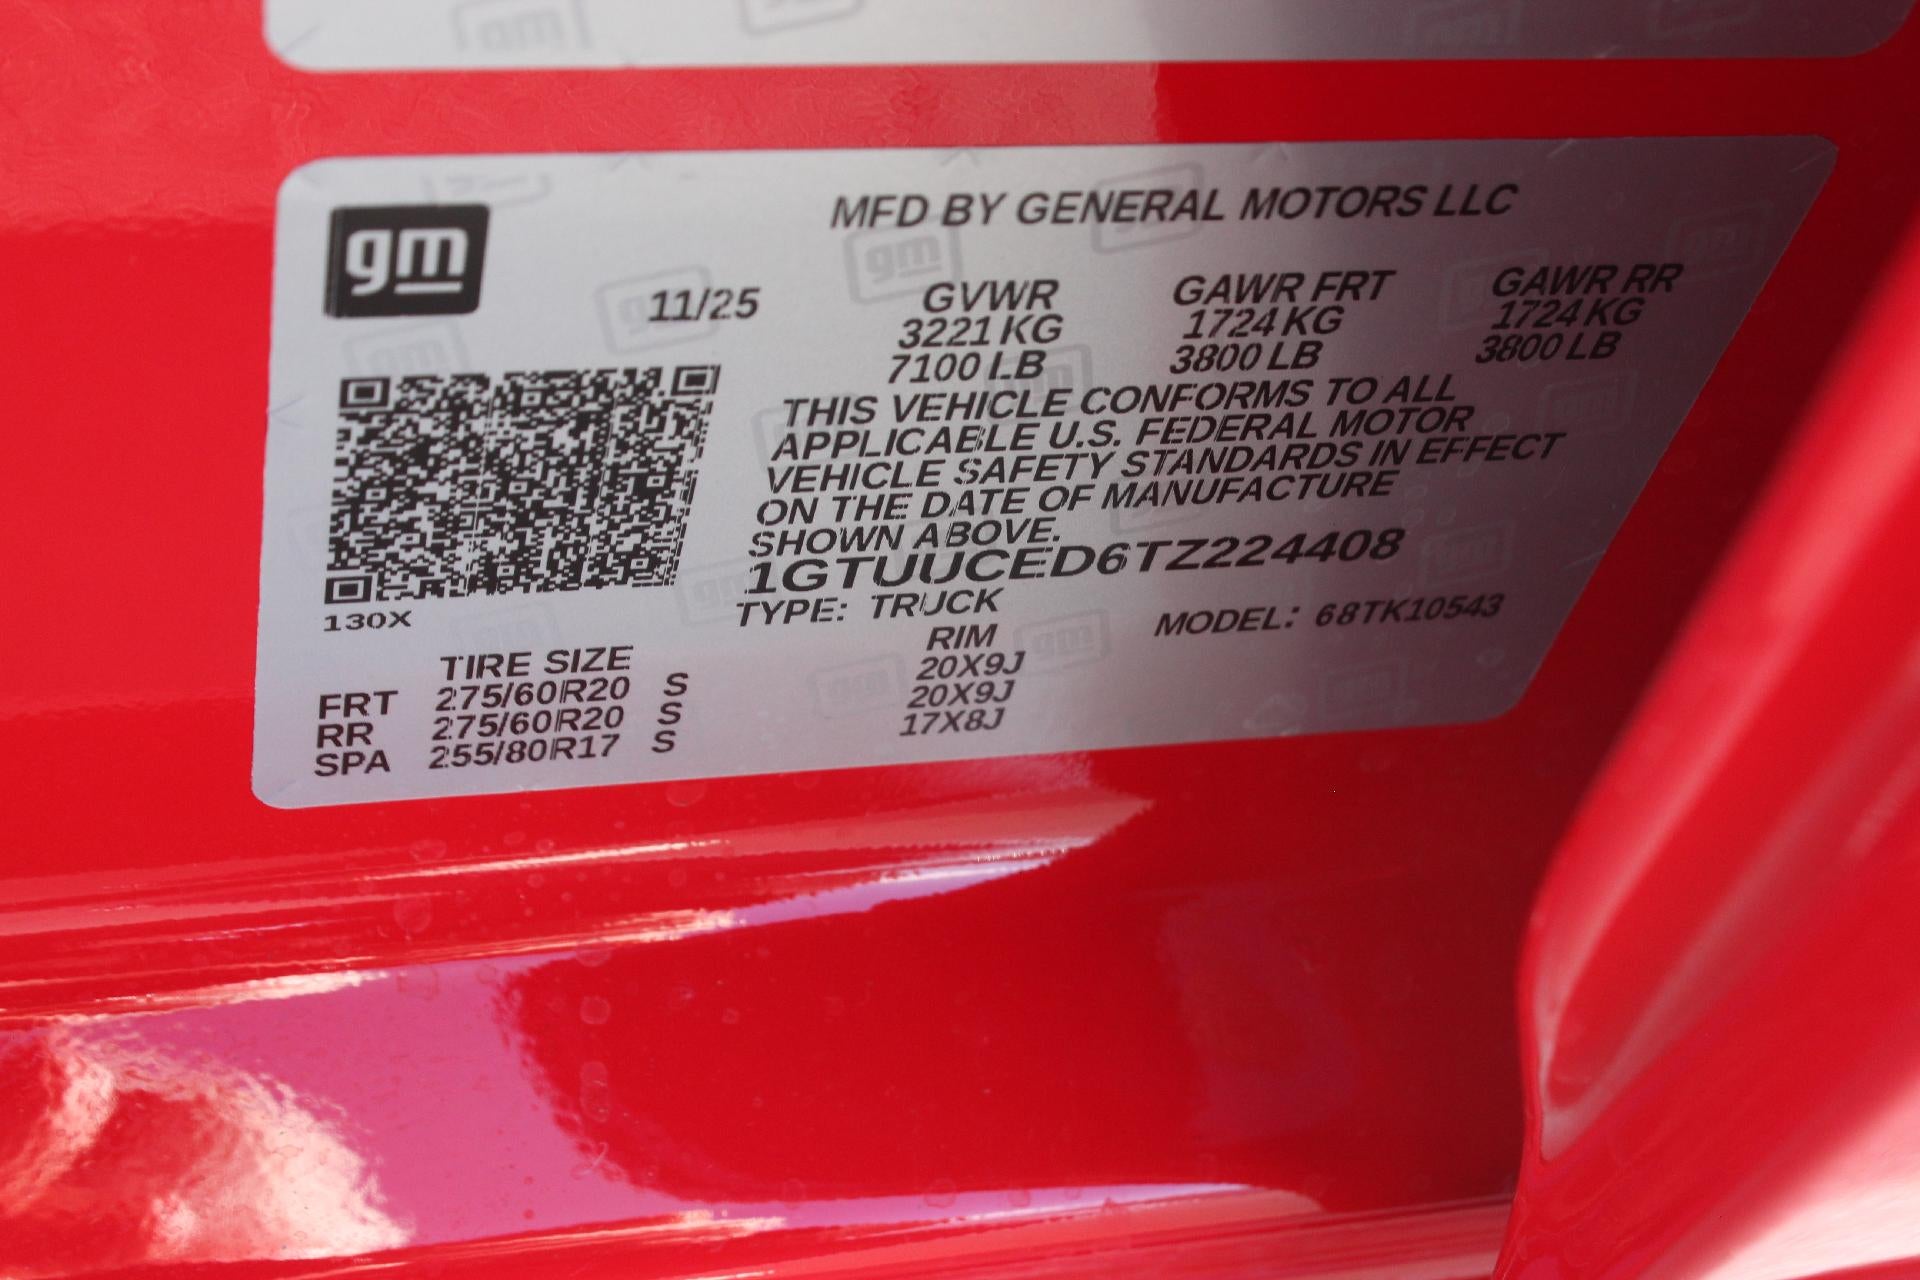 gm
MFD BY GENERAL MOTORS LLC
11/25 GVWR GAWR FRT GAWR RR
3221 KG 1724 KG 1724 KG
7100 LB 3800 LB 3800 LB
THIS VEHICLE CONFORMS TO ALL
APPLICABLE U.S. FEDERAL MOTOR
VEHICLE SAFETY STANDARDS IN EFFECT
ON THE DATE OF MANUFACTURE
SHOWN ABOVE.
1GTUUCED6TZ224408
130X
TYPE: TRUCK MODEL: 68TK10543
TIRE SIZE RIM
FRT 275/60R20 S 20X9J
RR 275/60R20 S 20X9J
SPA 255/80R17 S 17X8J